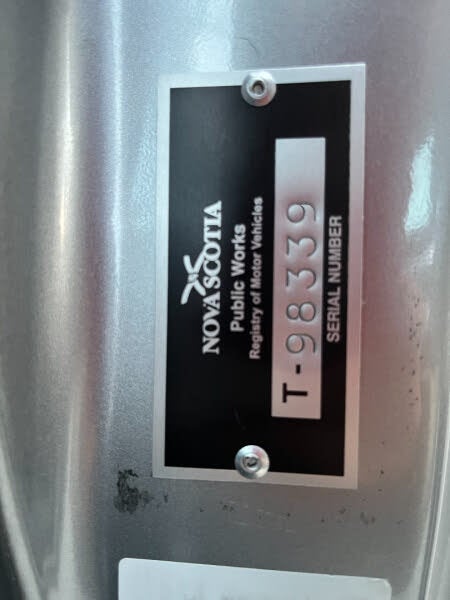 NOVA SCOTIA
Public Works
Registry of Motor Vehicles
T-98339
SERIAL NUMBER